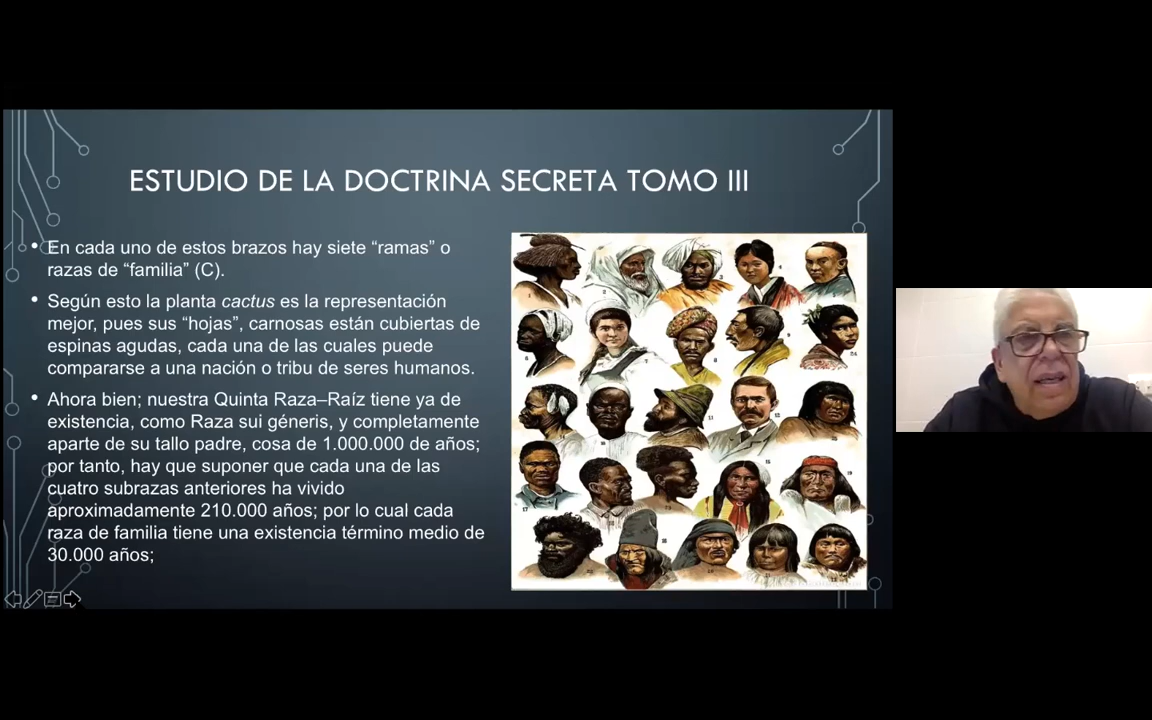 ESTUDIO DE LA DOCTRINA SECRETA TOMO III
• En cada uno de estos brazos hay siete “ramas” o
razas de “familia” (C).
• Según esto la planta cactus es la representación
mejor, pues sus “hojas”, carnosas están cubiertas de
espinas agudas, cada una de las cuales puede
compararse a una nación o tribu de seres humanos.
• Ahora bien; nuestra Quinta Raza–Raíz tiene ya de
existencia, como Raza sui géneris, y completamente
aparte de su tallo padre, cosa de 1.000.000 de años;
por tanto, hay que suponer que cada una de las
cuatro subrazas anteriores ha vivido
aproximadamente 210.000 años; por lo cual cada
raza de familia tiene una existencia término medio de
30.000 años;